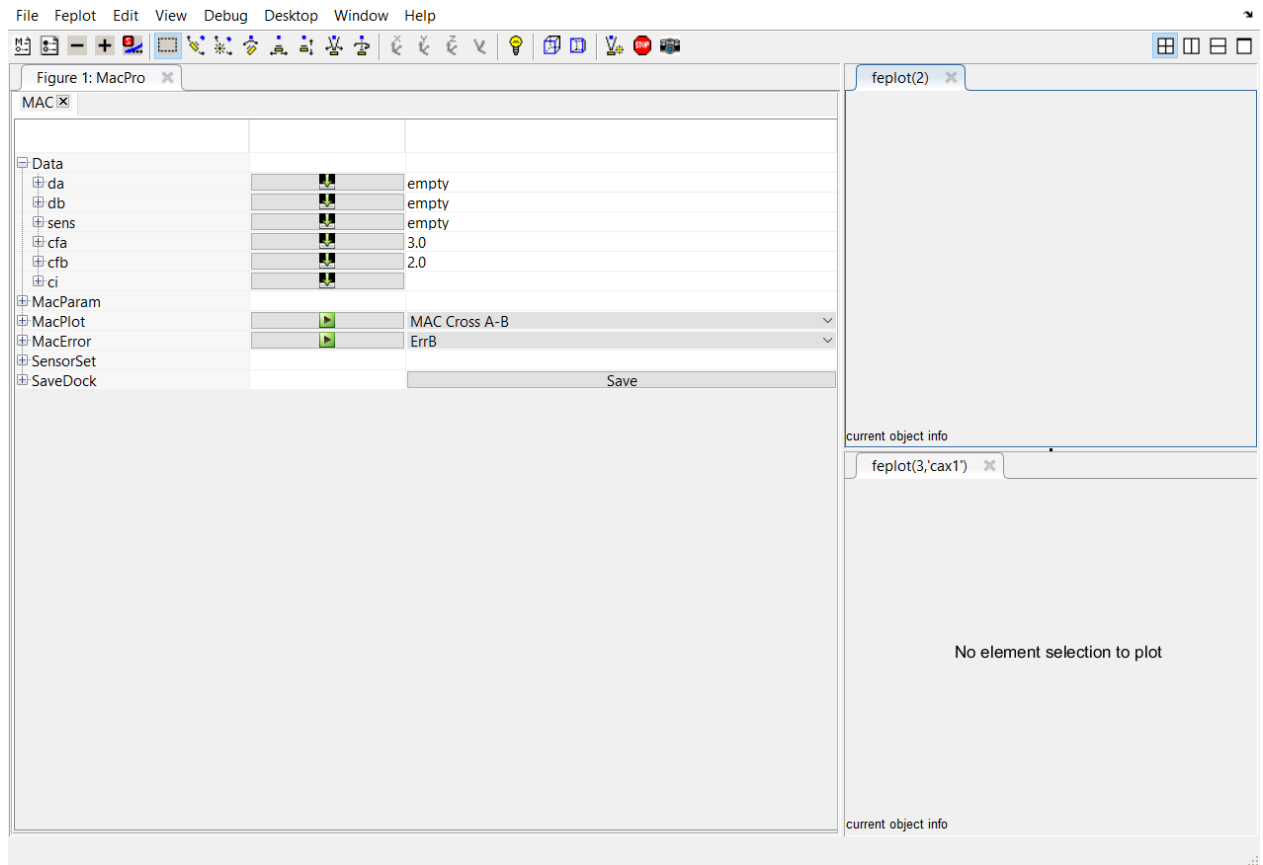 File Feplot Edit View Debug Desktop Window Help
Figure 1: MacPro
feplot(2)
MAC
Data
da empty
db empty
sens empty
cfa 3.0
cfb 2.0
ci
MacParam
MacPlot MAC Cross A-B
MacError ErrB
SensorSet
SaveDock Save
current object info
feplot(3,'cax1')
No element selection to plot
current object info